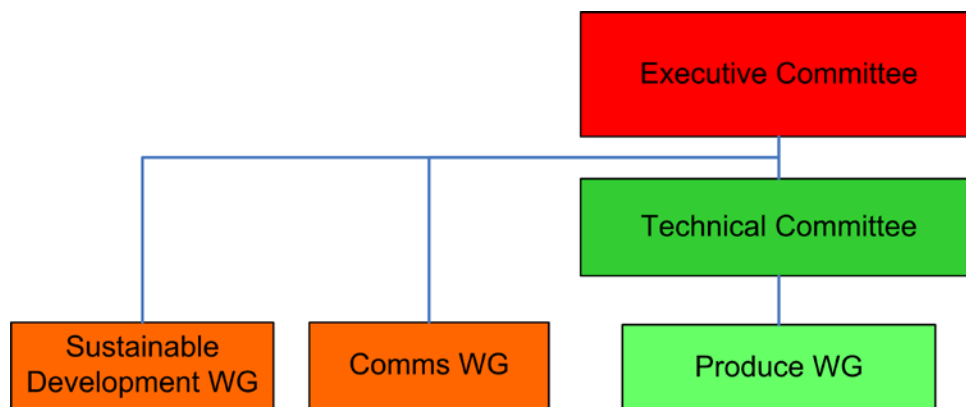 Executive Committee
Technical Committee
Sustainable
Development WG
Comms WG
Produce WG